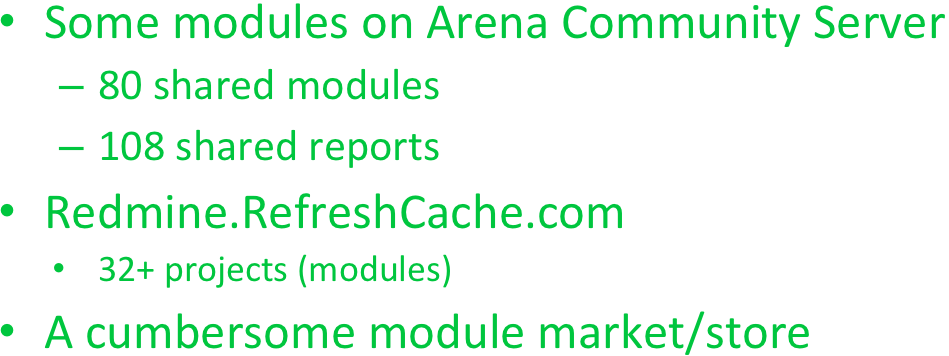 • Some modules on Arena Community Server
– 80 shared modules
– 108 shared reports
• Redmine.RefreshCache.com
• 32+ projects (modules)
• A cumbersome module market/store